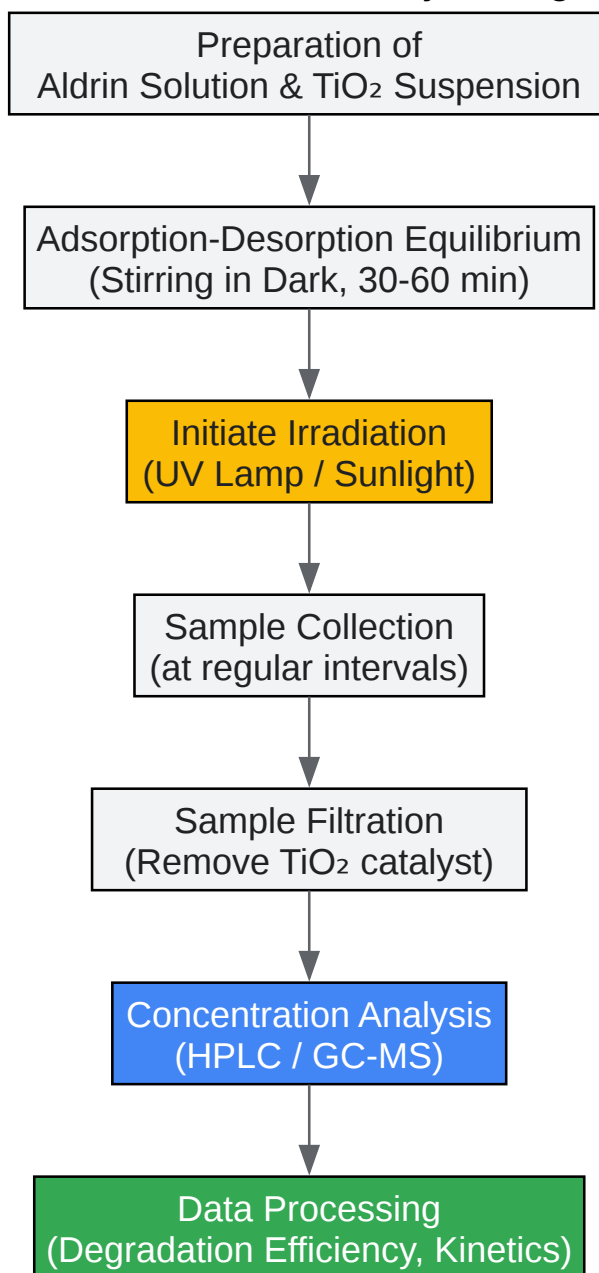 Preparation of
Aldrin Solution & TiO₂ Suspension
Adsorption-Desorption Equilibrium
(Stirring in Dark, 30-60 min)
Initiate Irradiation
(UV Lamp / Sunlight)
Sample Collection
(at regular intervals)
Sample Filtration
(Remove TiO₂ catalyst)
Concentration Analysis
(HPLC / GC-MS)
Data Processing
(Degradation Efficiency, Kinetics)